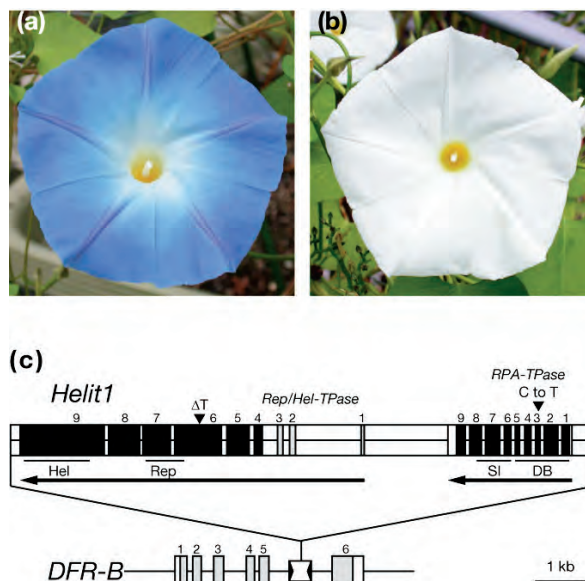 (a) (b)
(c)
RPA-TPase
Helit1 ΔT Rep/Hel-TPase C to T
9 8 7 6 5 4 3 2 1 9 8 7 6 5 4 3 2 1
Hel Rep SI DB
1 2 3 4 5 6
DFR-B 1 kb